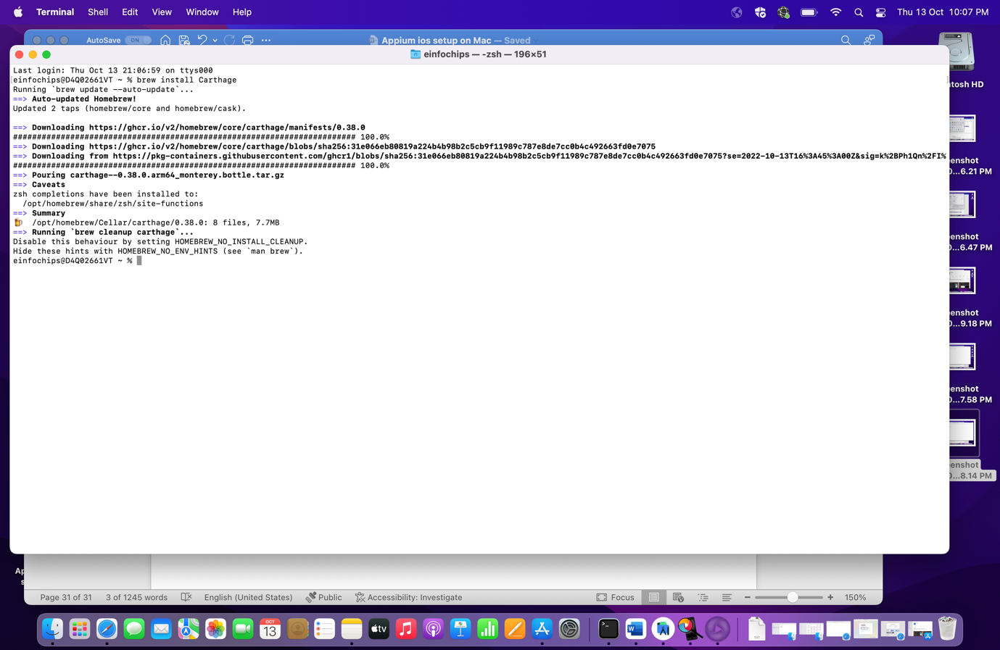 Terminal Shell Edit View Window Help Thu 13 Oct 10:07 PM
AutoSave ON Appium ios setup on Mac — Saved
einfochips — -zsh — 196×51
Last login: Thu Oct 13 21:06:59 on ttys000
einfochips@D4Q02661VT ~ % brew install Carthage
Running `brew update --auto-update`...
==> Auto-updated Homebrew!
Updated 2 taps (homebrew/core and homebrew/cask).
==> Downloading https://ghcr.io/v2/homebrew/core/carthage/manifests/0.38.0
######################################################################## 100.0%
==> Downloading https://ghcr.io/v2/homebrew/core/carthage/blobs/sha256:31e066eb80819a224b4b98b2c5cb9f11989c787e8de7cc0b4c492663fd0e7075
==> Downloading from https://pkg-containers.githubusercontent.com/ghcr1/blobs/sha256:31e066eb80819a224b4b98b2c5cb9f11989c787e8de7cc0b4c492663fd0e7075?se=2022-10-13T16%3A45%3A00Z&sig=k%2BPh1Qn%2FI%
######################################################################## 100.0%
==> Pouring carthage--0.38.0.arm64_monterey.bottle.tar.gz
==> Caveats
zsh completions have been installed to:
/opt/homebrew/share/zsh/site-functions
==> Summary
🍺 /opt/homebrew/Cellar/carthage/0.38.0: 8 files, 7.7MB
==> Running `brew cleanup carthage`...
Disable this behaviour by setting HOMEBREW_NO_INSTALL_CLEANUP.
Hide these hints with HOMEBREW_NO_ENV_HINTS (see `man brew`).
einfochips@D4Q02661VT ~ %
tosh HD
enshot
0...6.21 PM
enshot
0...6.47 PM
enshot
0...9.18 PM
enshot
0...7.58 PM
enshot
0...8.14 PM
Page 31 of 31 3 of 1245 words English (United States) Public Accessibility: Investigate Focus 150%
OCT
13
tv
TXT